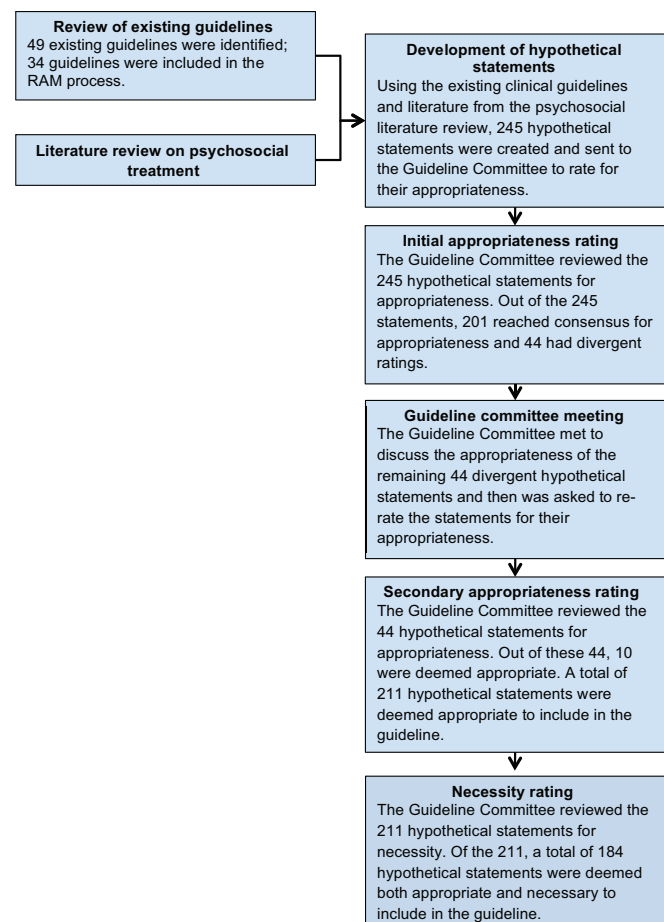 Review of existing guidelines
49 existing guidelines were identified;
34 guidelines were included in the
RAM process.
Literature review on psychosocial
treatment
Development of hypothetical
statements
Using the existing clinical guidelines
and literature from the psychosocial
literature review, 245 hypothetical
statements were created and sent to
the Guideline Committee to rate for
their appropriateness.
Initial appropriateness rating
The Guideline Committee reviewed the
245 hypothetical statements for
appropriateness. Out of the 245
statements, 201 reached consensus for
appropriateness and 44 had divergent
ratings.
Guideline committee meeting
The Guideline Committee met to
discuss the appropriateness of the
remaining 44 divergent hypothetical
statements and then was asked to re-
rate the statements for their
appropriateness.
Secondary appropriateness rating
The Guideline Committee reviewed the
44 hypothetical statements for
appropriateness. Out of these 44, 10
were deemed appropriate. A total of
211 hypothetical statements were
deemed appropriate to include in the
guideline.
Necessity rating
The Guideline Committee reviewed the
211 hypothetical statements for
necessity. Of the 211, a total of 184
hypothetical statements were deemed
both appropriate and necessary to
include in the guideline.